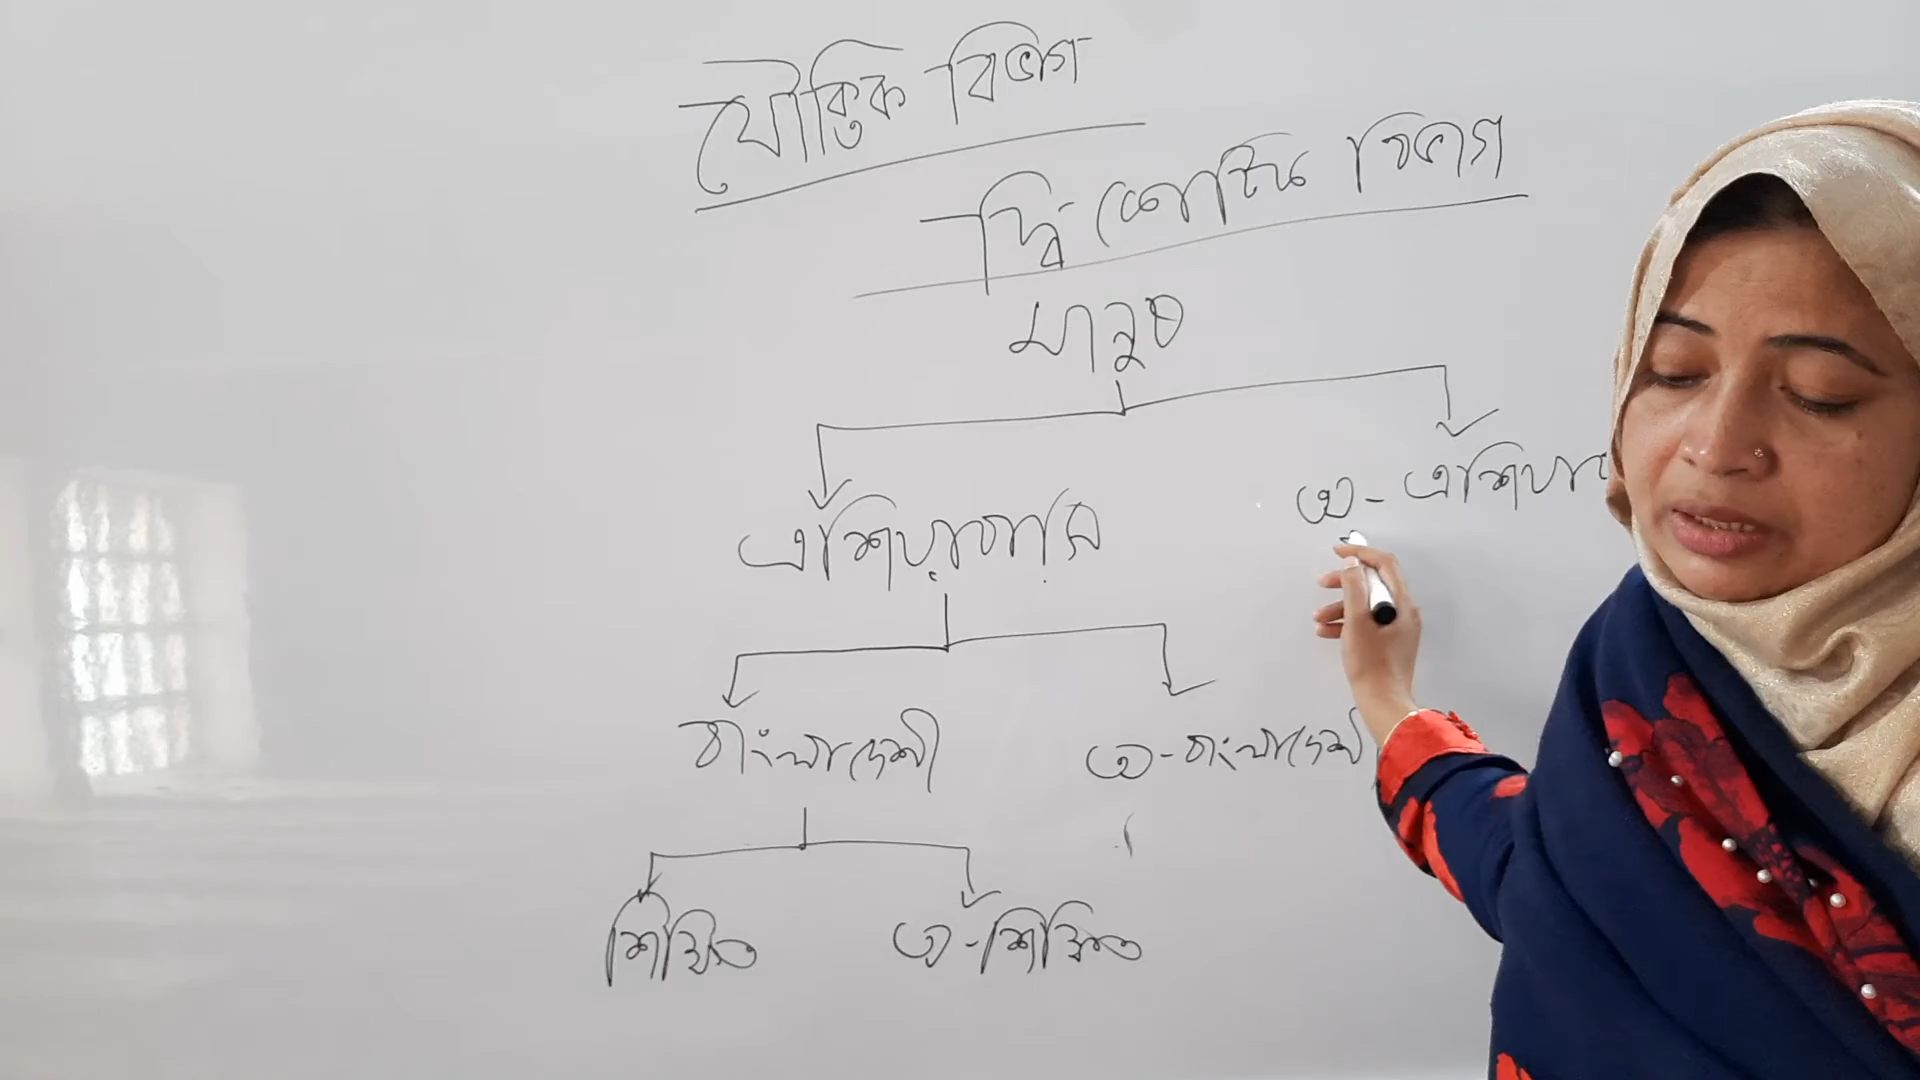 যৌক্তিক বিভাগ
দ্বি-কোটিক বিভাগ
মানুষ
এশিয়াবাসী অ-এশিয়াব
বাংলাদেশী অ-বাংলাদেশী
শিক্ষিত অ-শিক্ষিত